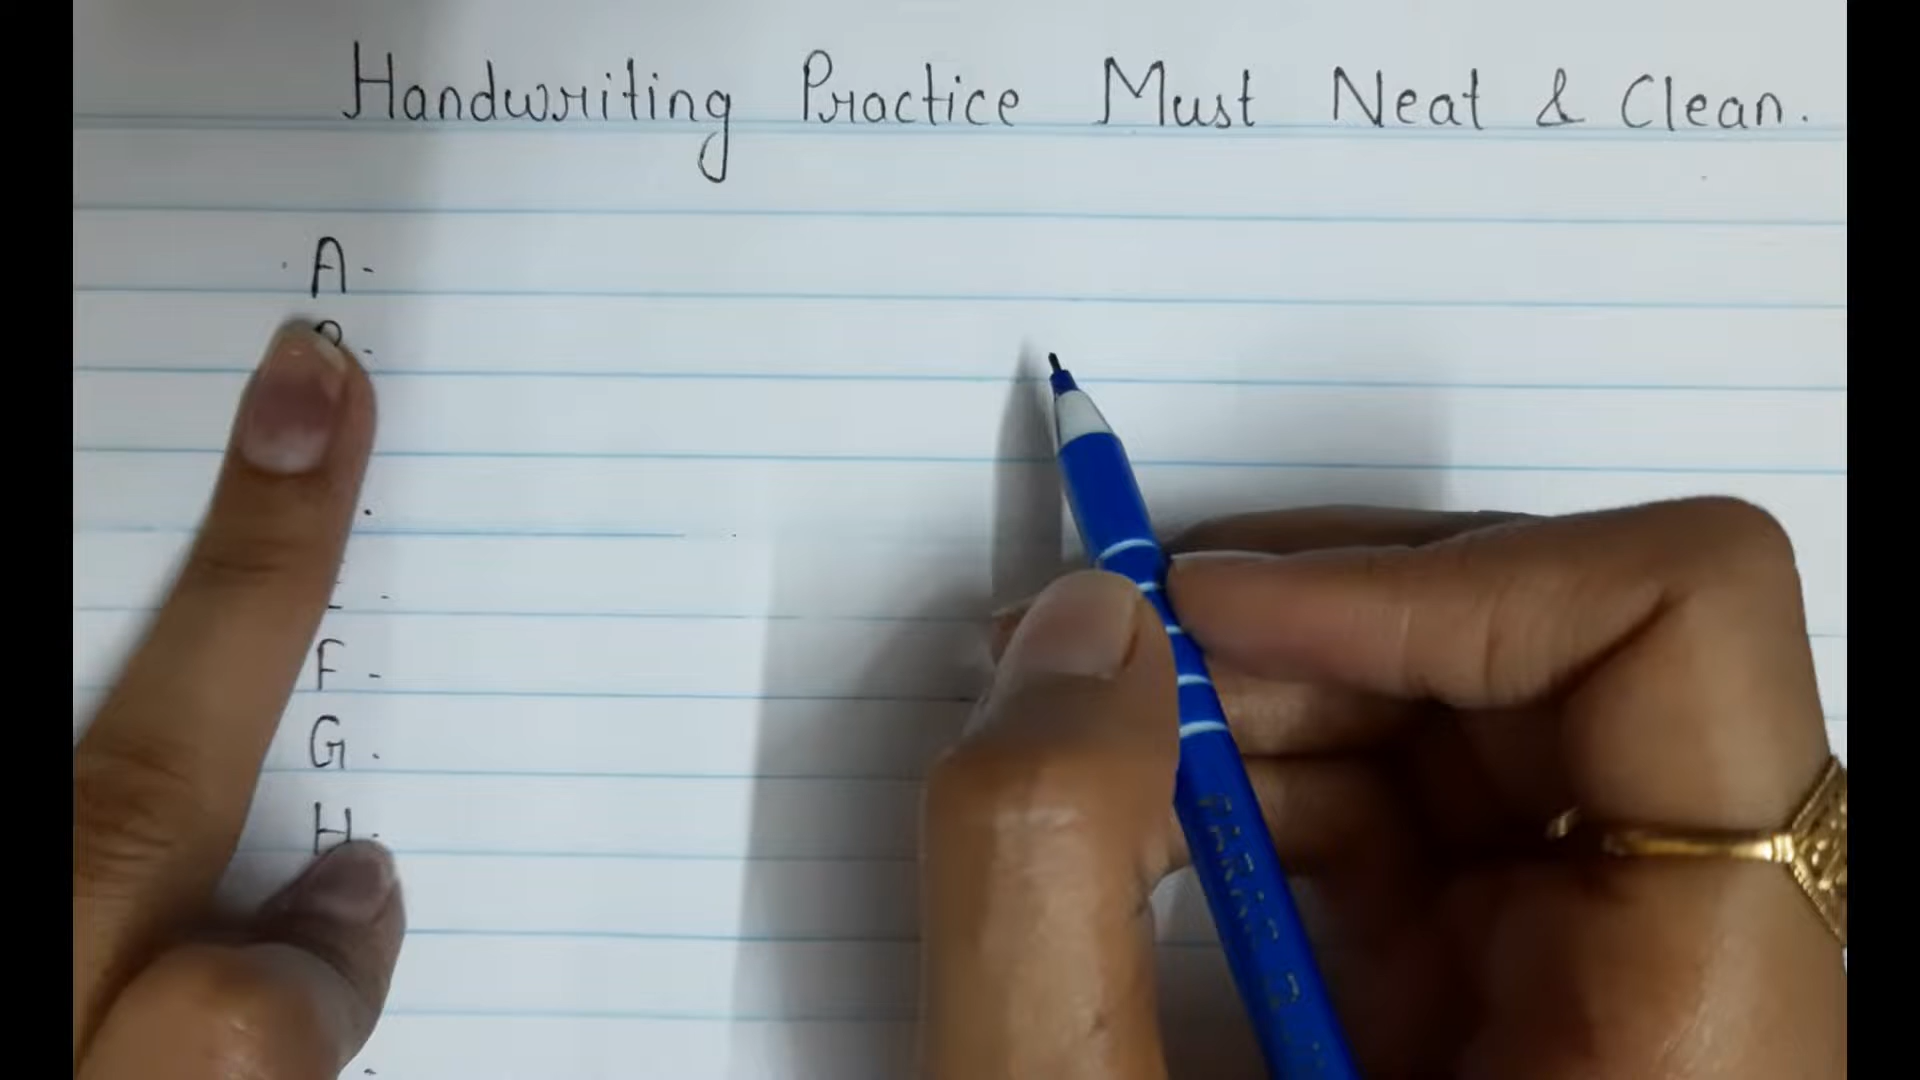 Handwriting Practice Must Neat & Clean.
A -
B -
F -
G -
H -